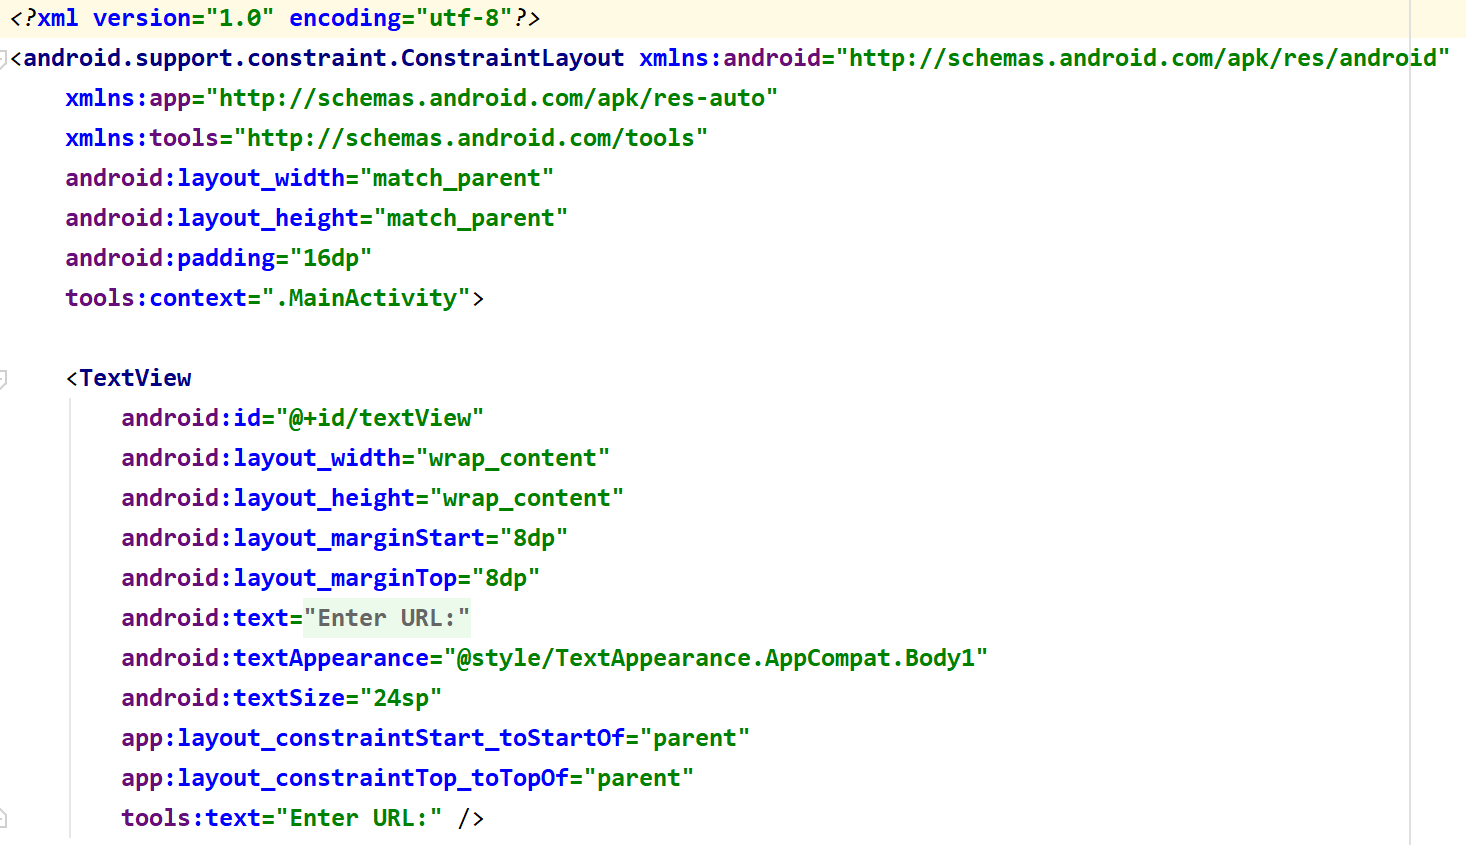 <?xml version="1.0" encoding="utf-8"?>
<android.support.constraint.ConstraintLayout xmlns:android="http://schemas.android.com/apk/res/android"
    xmlns:app="http://schemas.android.com/apk/res-auto"
    xmlns:tools="http://schemas.android.com/tools"
    android:layout_width="match_parent"
    android:layout_height="match_parent"
    android:padding="16dp"
    tools:context=".MainActivity">

    <TextView
        android:id="@+id/textView"
        android:layout_width="wrap_content"
        android:layout_height="wrap_content"
        android:layout_marginStart="8dp"
        android:layout_marginTop="8dp"
        android:text="Enter URL:"
        android:textAppearance="@style/TextAppearance.AppCompat.Body1"
        android:textSize="24sp"
        app:layout_constraintStart_toStartOf="parent"
        app:layout_constraintTop_toTopOf="parent"
        tools:text="Enter URL:" />